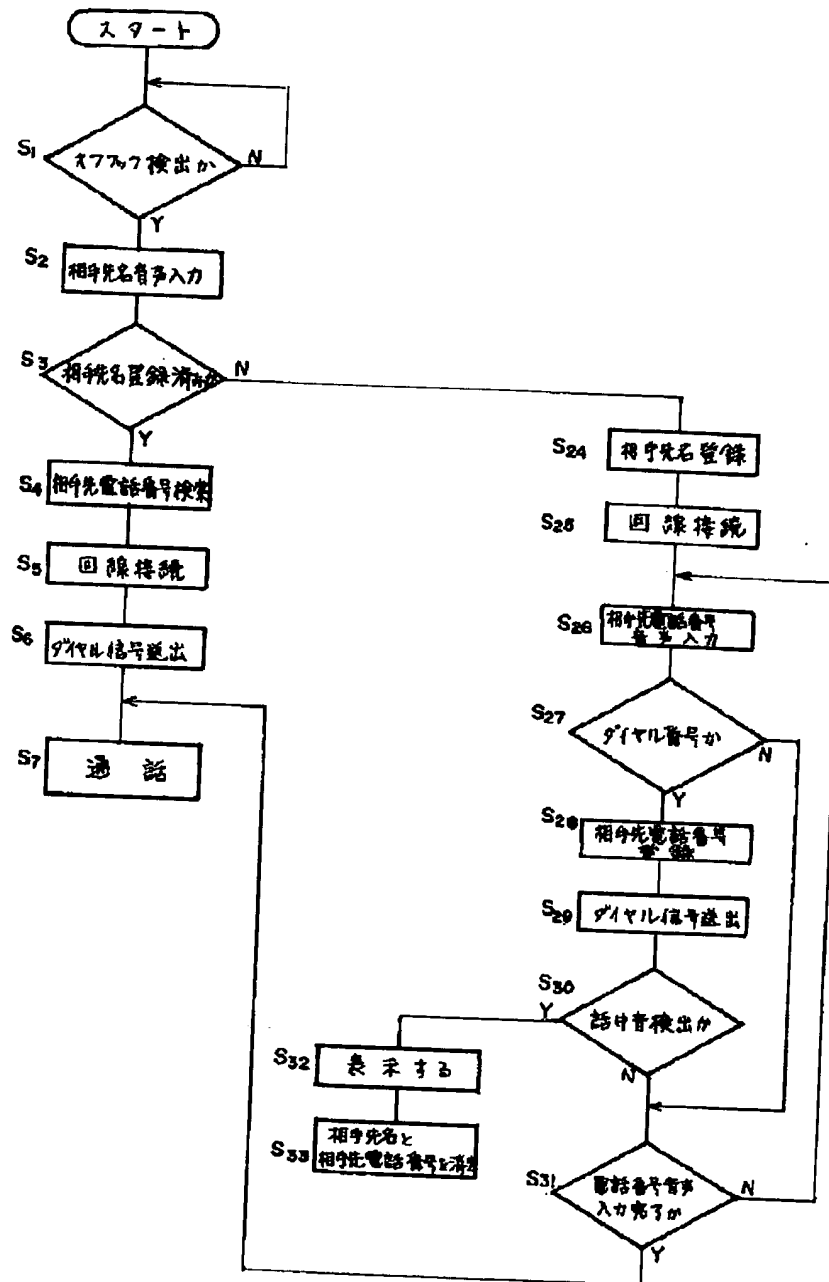 スタート
S1
オフフック検出か
N
Y
S2
相手先名音声入力
S3
相手先名登録済みか
N
Y
S4
相手先電話番号検索
S5
回線接続
S6
ダイヤル信号送出
S7
通話
S24
相手先名登録
S25
回線接続
S26
相手先電話番号
音声入力
S27
ダイヤル番号か
N
Y
S28
相手先電話番号
登録
S29
ダイヤル信号送出
S30
話中音検出か
Y
N
S32
表示する
S33
相手先名と
相手先電話番号を消去
S31
電話番号音声
入力完了か
N
Y